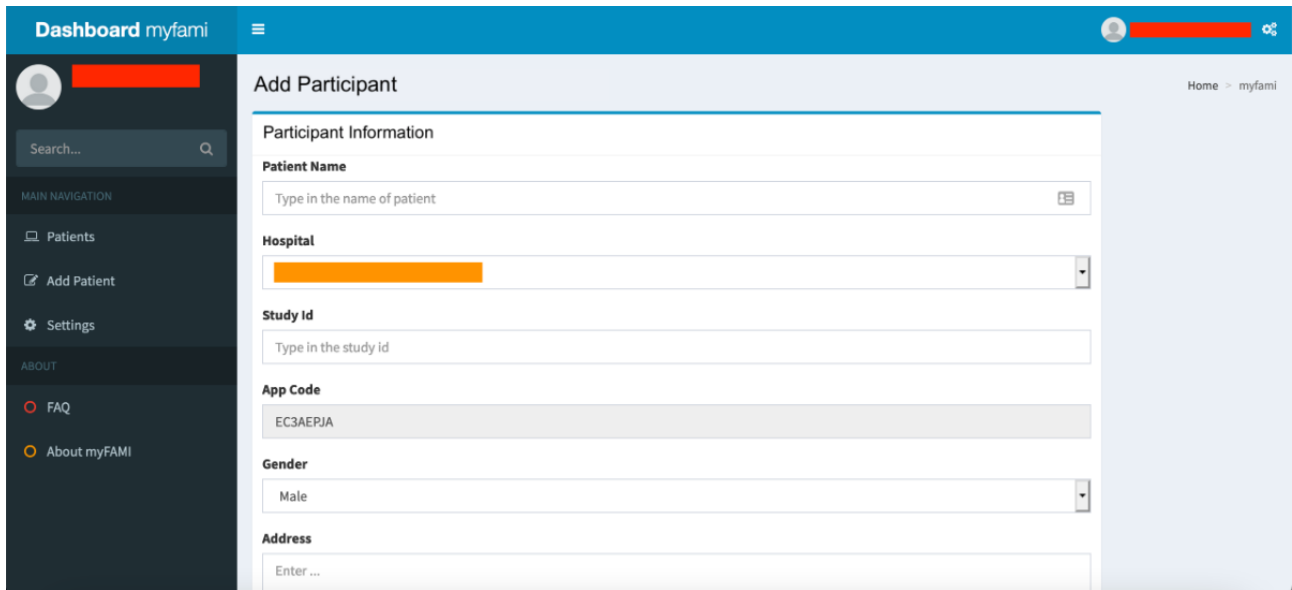 Dashboard myfami
Add Participant
Home > myfami
Search...
MAIN NAVIGATION
Patients
Add Patient
Settings
ABOUT
FAQ
About myFAMI
Participant Information
Patient Name
Type in the name of patient
Hospital
Study Id
Type in the study id
App Code
EC3AEPJA
Gender
Male
Address
Enter ...